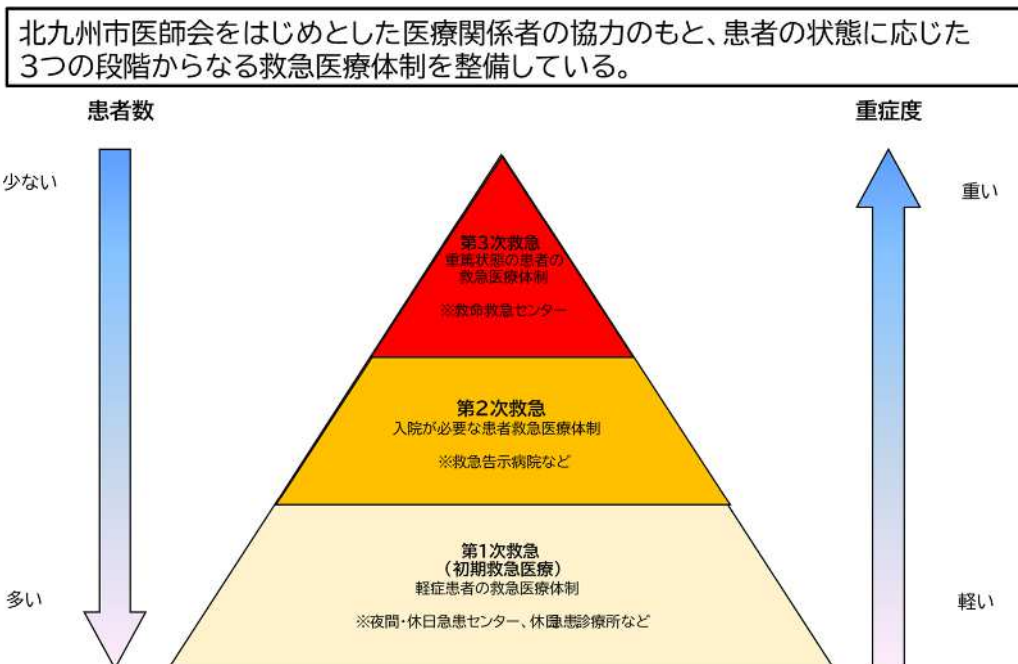 北九州市医師会をはじめとした医療関係者の協力のもと、患者の状態に応じた
3つの段階からなる救急医療体制を整備している。
患者数
重症度
少ない
重い
第3次救急
重篤状態の患者の
救急医療体制
※救命救急センター
第2次救急
入院が必要な患者救急医療体制
※救急告示病院など
第1次救急
(初期救急医療)
軽症患者の救急医療体制
※夜間・休日急患センター、休日急患診療所など
多い
軽い